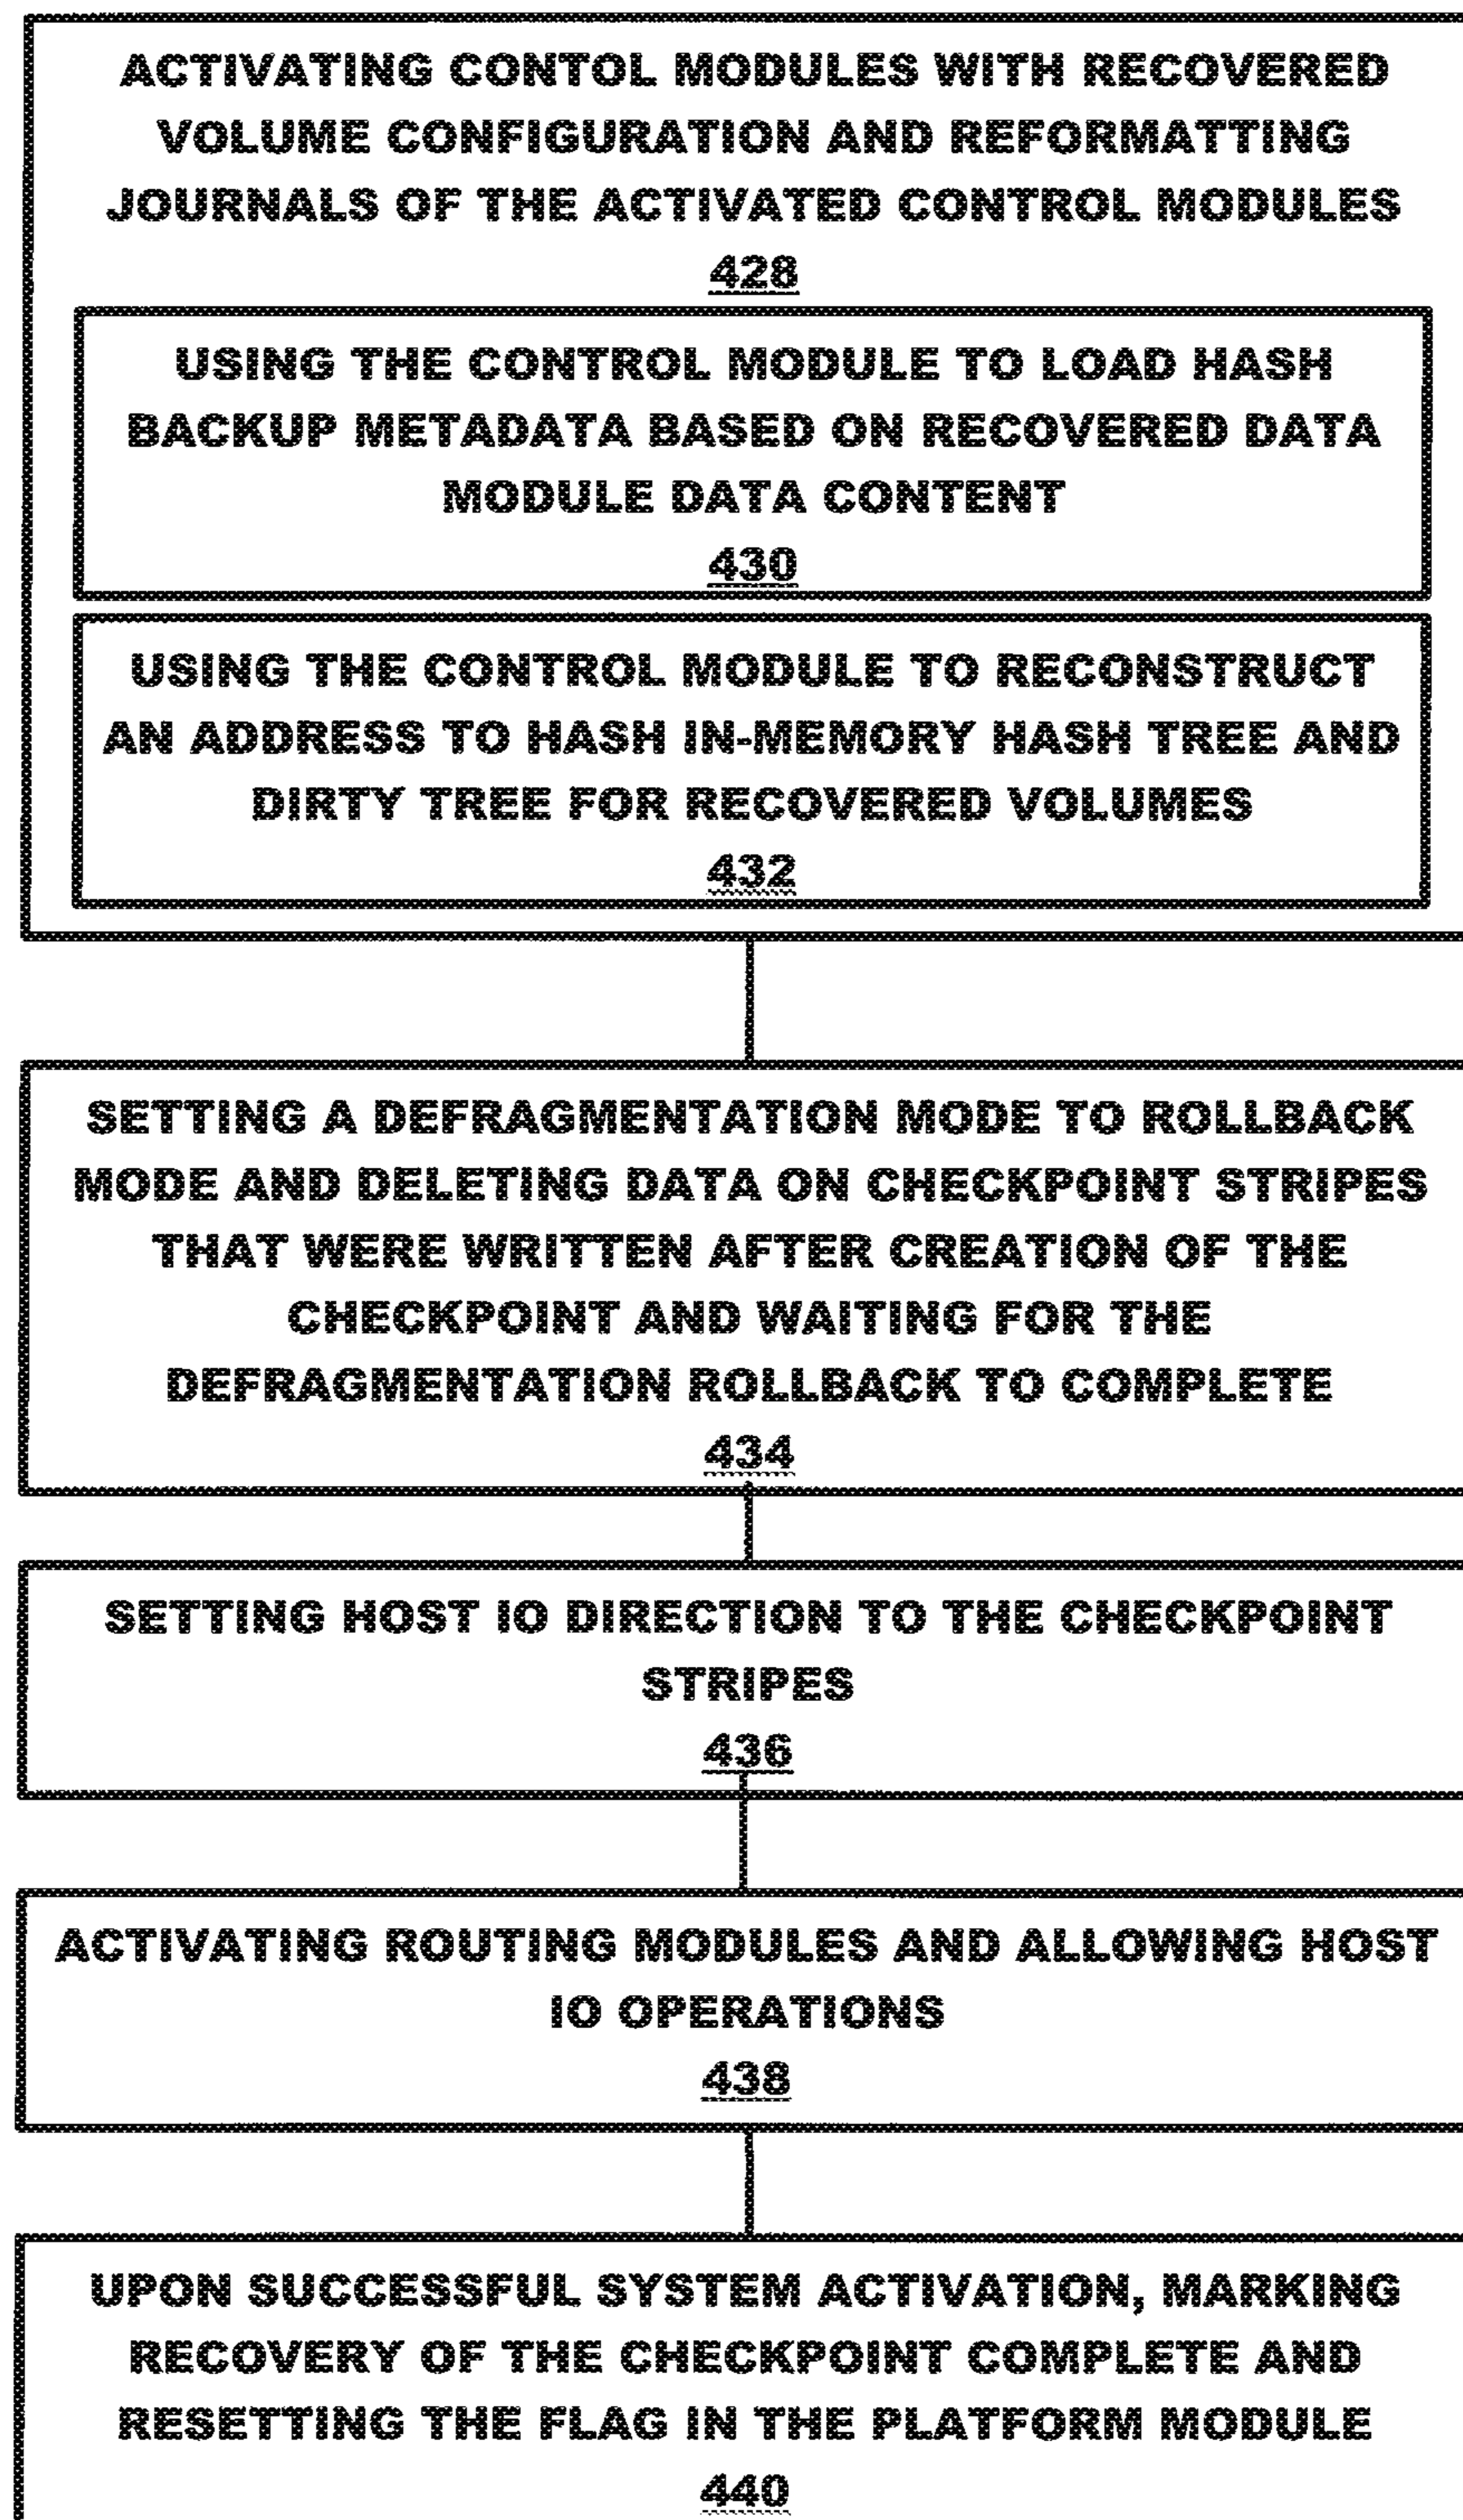 ACTIVATING CONTOL MODULES WITH RECOVERED
VOLUME CONFIGURATION AND REFORMATTING
JOURNALS OF THE ACTIVATED CONTROL MODULES
428
USING THE CONTROL MODULE TO LOAD HASH
BACKUP METADATA BASED ON RECOVERED DATA
MODULE DATA CONTENT
430
USING THE CONTROL MODULE TO RECONSTRUCT
AN ADDRESS TO HASH IN-MEMORY HASH TREE AND
DIRTY TREE FOR RECOVERED VOLUMES
432
SETTING A DEFRAGMENTATION MODE TO ROLLBACK
MODE AND DELETING DATA ON CHECKPOINT STRIPES
THAT WERE WRITTEN AFTER CREATION OF THE
CHECKPOINT AND WAITING FOR THE
DEFRAGMENTATION ROLLBACK TO COMPLETE
434
SETTING HOST IO DIRECTION TO THE CHECKPOINT
STRIPES
436
ACTIVATING ROUTING MODULES AND ALLOWING HOST
IO OPERATIONS
438
UPON SUCCESSFUL SYSTEM ACTIVATION, MARKING
RECOVERY OF THE CHECKPOINT COMPLETE AND
RESETTING THE FLAG IN THE PLATFORM MODULE
440